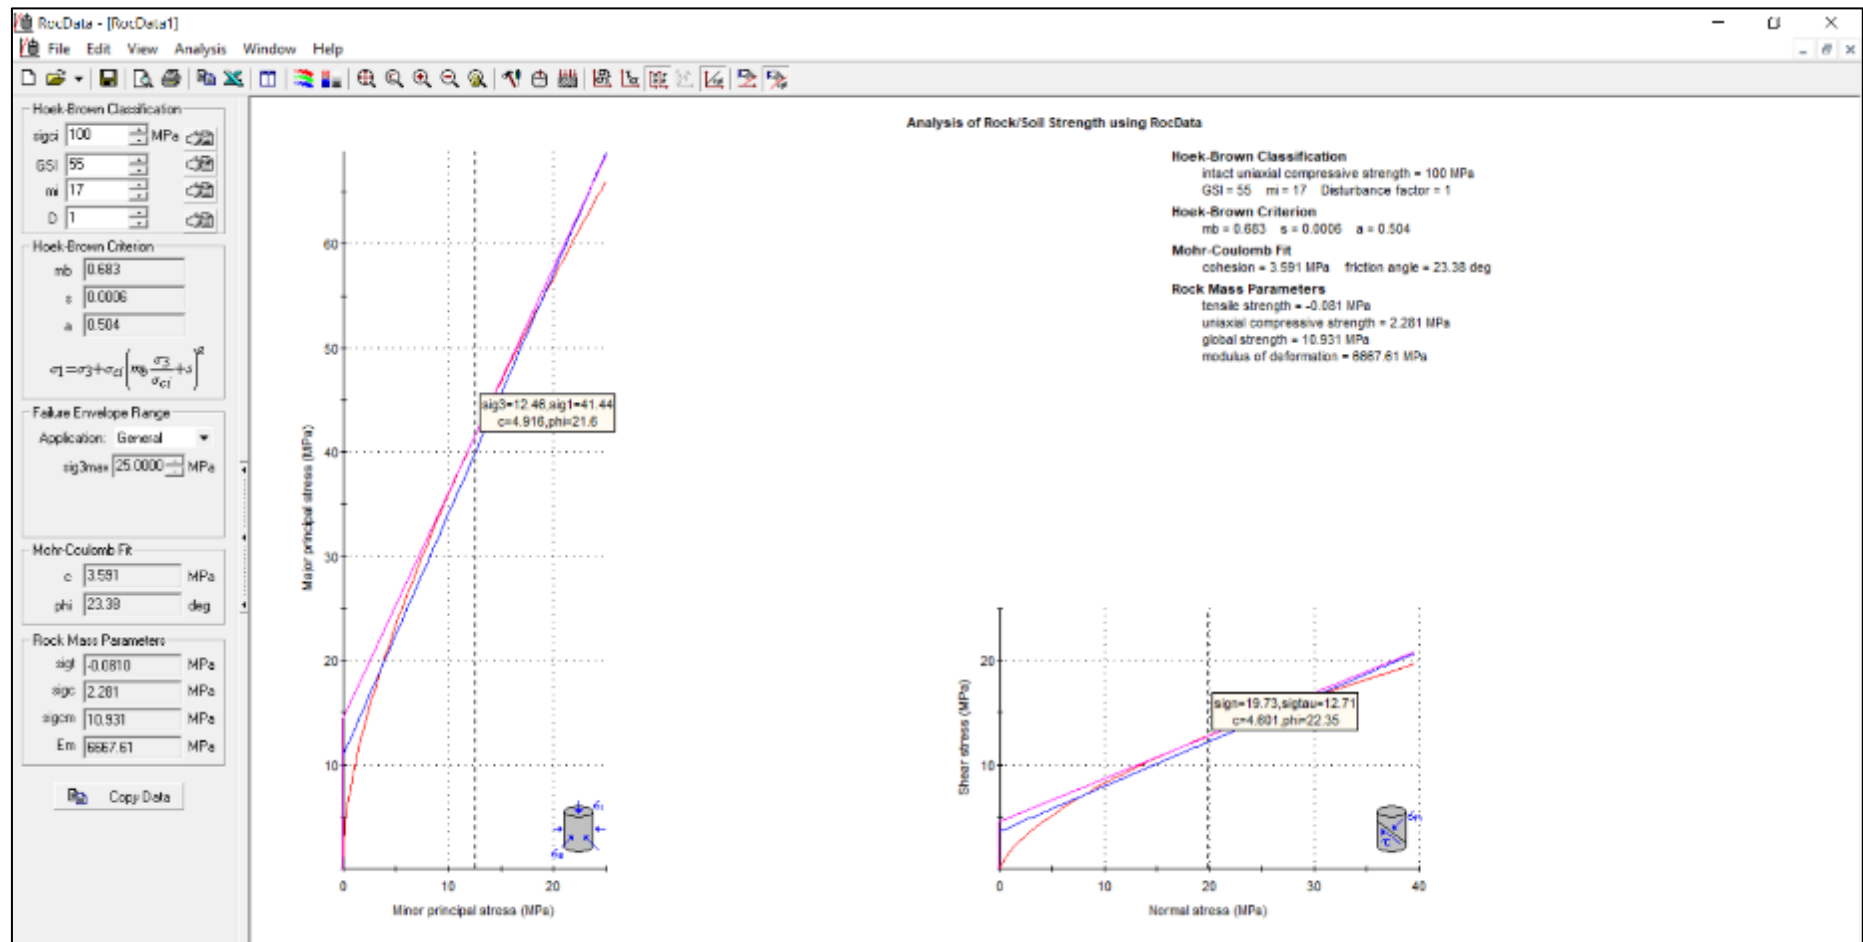 RocData - [RocData1]
File Edit View Analysis Window Help
Hoek-Brown Classification
sigci 100 MPa
GSI 55
mi 17
D 1
Hoek-Brown Criterion
mb 0.683
s 0.0006
a 0.504
σ1=σ3+σci(mb σ3/σci +s)^a
Failure Envelope Range
Application: General
sig3max 25.0000 MPa
Mohr-Coulomb Fit
c 3.591 MPa
phi 23.38 deg
Rock Mass Parameters
sigt -0.0810 MPa
sigc 2.281 MPa
sigcm 10.931 MPa
Em 6667.61 MPa
Copy Data
Analysis of Rock/Soil Strength using RocData
Hoek-Brown Classification
intact uniaxial compressive strength = 100 MPa
GSI = 55 mi = 17 Disturbance factor = 1
Hoek-Brown Criterion
mb = 0.683 s = 0.0006 a = 0.504
Mohr-Coulomb Fit
cohesion = 3.591 MPa friction angle = 23.38 deg
Rock Mass Parameters
tensile strength = -0.081 MPa
uniaxial compressive strength = 2.281 MPa
global strength = 10.931 MPa
modulus of deformation = 6667.61 MPa
Major principal stress (MPa)
60
50
40
30
20
10
sig3=12.46,sig1=41.44
c=4.916,phi=21.6
0 10 20
Minor principal stress (MPa)
Shear stress (MPa)
20
10
sign=19.73,sigtau=12.71
c=4.601,phi=22.35
0 10 20 30 40
Normal stress (MPa)